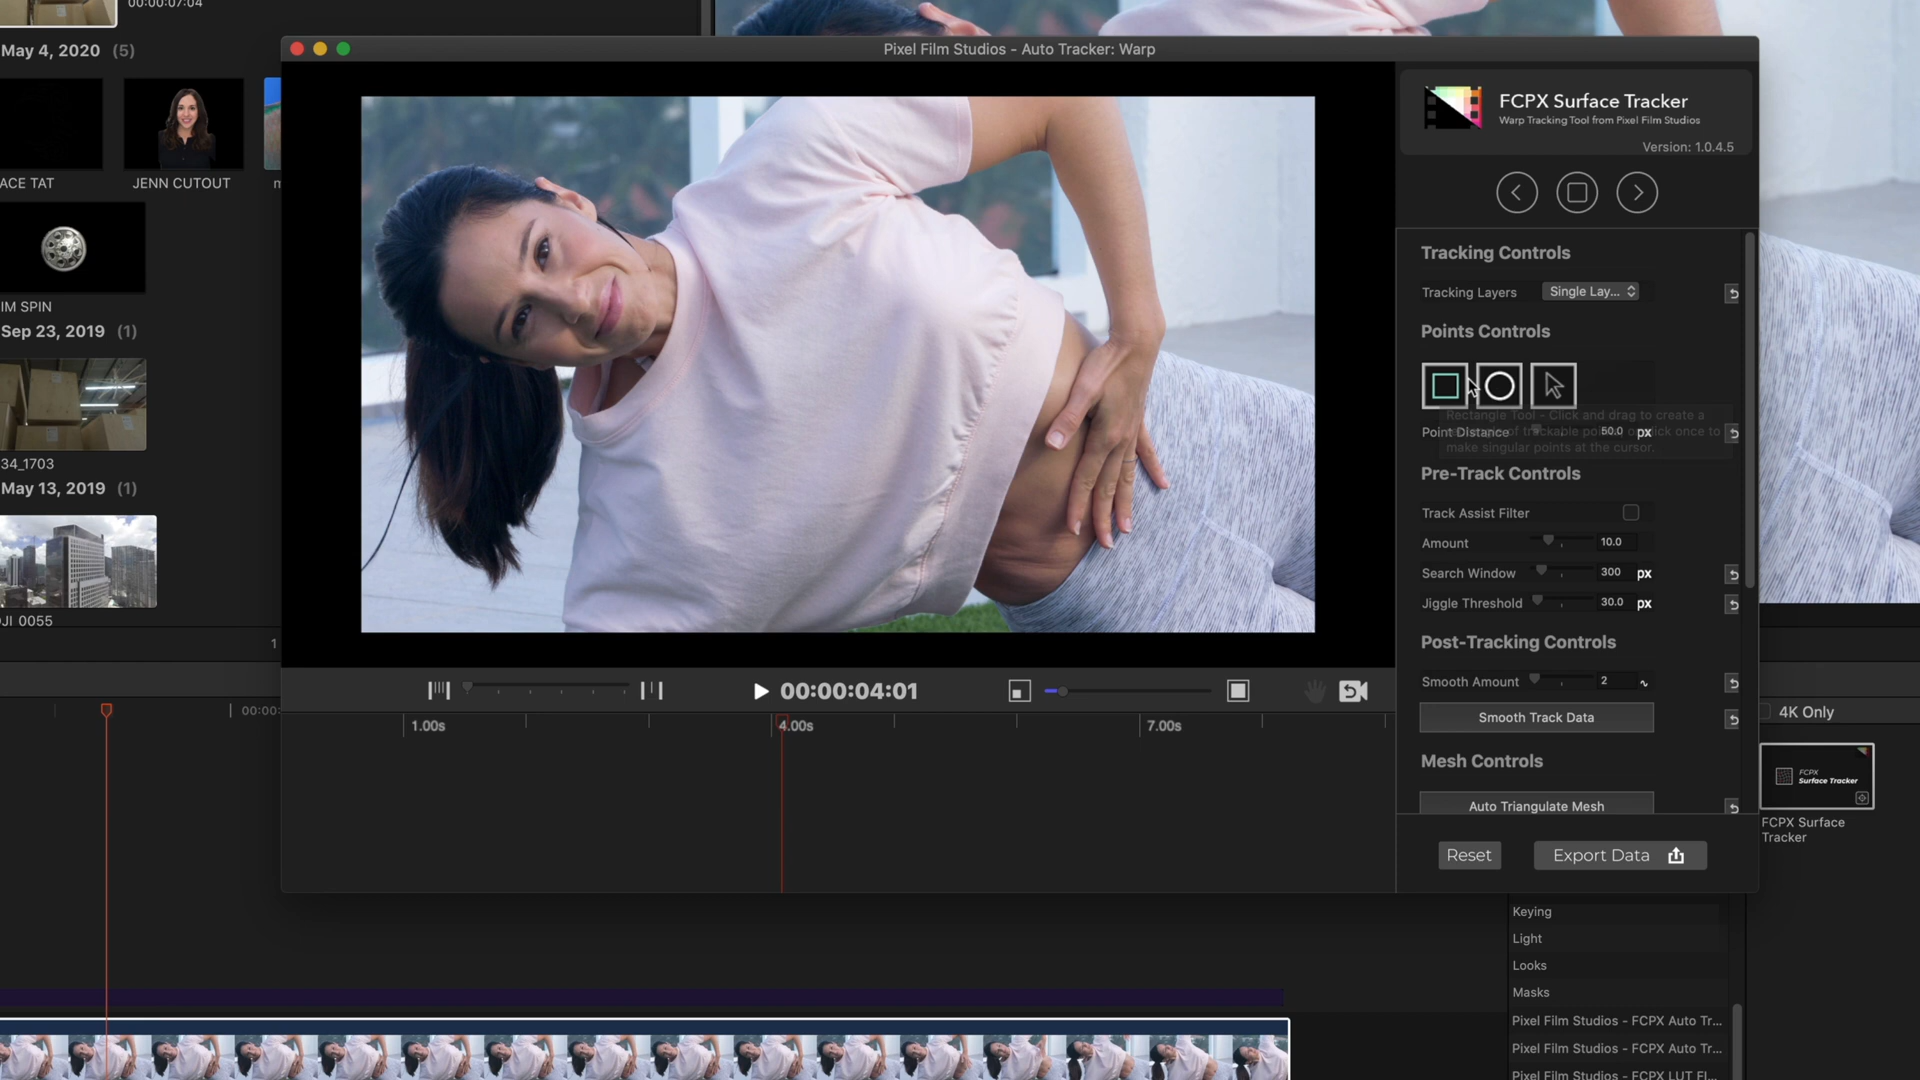 00:00:07:04
May 4, 2020 (5)
ACE TAT
JENN CUTOUT
IM SPIN
Sep 23, 2019 (1)
34_1703
May 13, 2019 (1)
JI 0055
1
00:00:
Pixel Film Studios - Auto Tracker: Warp
00:00:04:01
1.00s
4.00s
7.00s
FCPX Surface Tracker
Warp Tracking Tool from Pixel Film Studios
Version: 1.0.4.5
Tracking Controls
Tracking Layers Single Lay...
Points Controls
Rectangle Tool - Click and drag to create a
rectangle of trackable points or click once to
make singular points at the cursor.
Point Distance 50.0 px
Pre-Track Controls
Track Assist Filter
Amount 10.0
Search Window 300 px
Jiggle Threshold 30.0 px
Post-Tracking Controls
Smooth Amount 2
Smooth Track Data
Mesh Controls
Auto Triangulate Mesh
Reset
Export Data
4K Only
FCPX
Surface Tracker
FCPX Surface
Tracker
Keying
Light
Looks
Masks
Pixel Film Studios - FCPX Auto Tr...
Pixel Film Studios - FCPX Auto Tr...
Pixel Film Studios - FCPX LUT Fl...